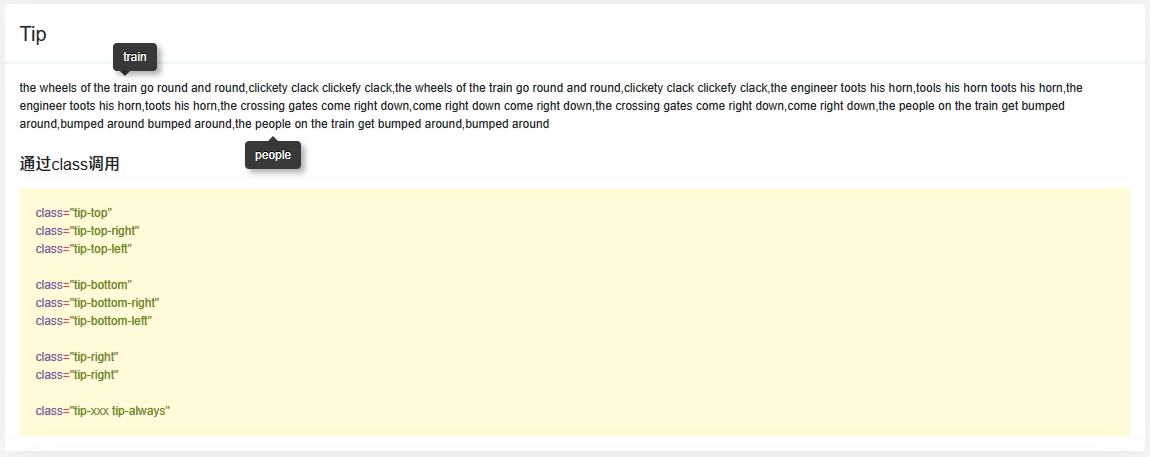 Tip
train
the wheels of the train go round and round,clickety clack clickefy clack,the wheels of the train go round and round,clickety clack clickefy clack,the engineer toots his horn,tools his horn toots his horn,the
engineer toots his horn,toots his horn,the crossing gates come right down,come right down come right down,the crossing gates come right down,come right down,the people on the train get bumped
around,bumped around bumped around,the people on the train get bumped around,bumped around
people
通过class调用
class="tip-top"
class="tip-top-right"
class="tip-top-left"
class="tip-bottom"
class="tip-bottom-right"
class="tip-bottom-left"
class="tip-right"
class="tip-right"
class="tip-xxx tip-always"